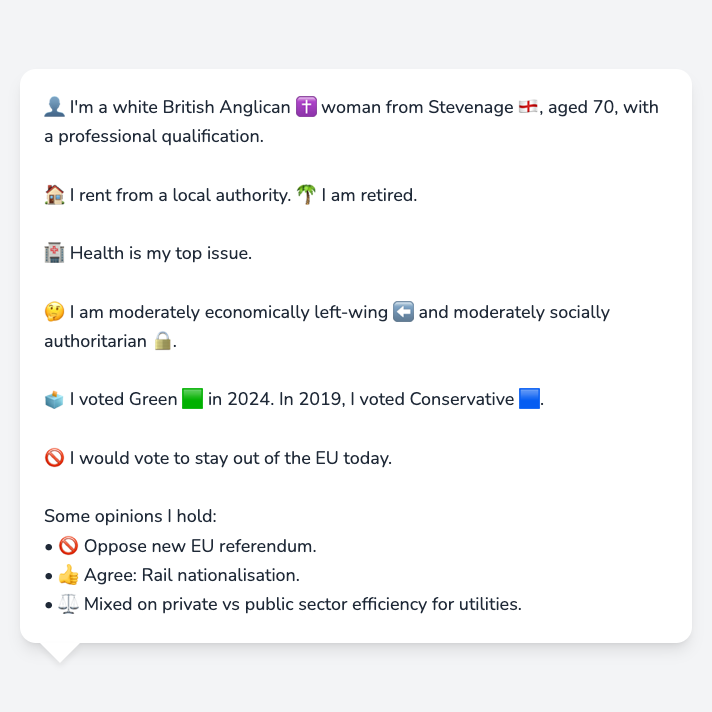 👤 I'm a white British Anglican ✝️ woman from Stevenage 🏴󠁧󠁢󠁥󠁮󠁧󠁿, aged 70, with
a professional qualification.
🏠 I rent from a local authority. 🌴 I am retired.
🏥 Health is my top issue.
🤔 I am moderately economically left-wing ⬅️ and moderately socially
authoritarian 🔒.
🗳️ I voted Green 🟩 in 2024. In 2019, I voted Conservative 🟦.
🚫 I would vote to stay out of the EU today.
Some opinions I hold:
• 🚫 Oppose new EU referendum.
• 👍 Agree: Rail nationalisation.
• ⚖️ Mixed on private vs public sector efficiency for utilities.